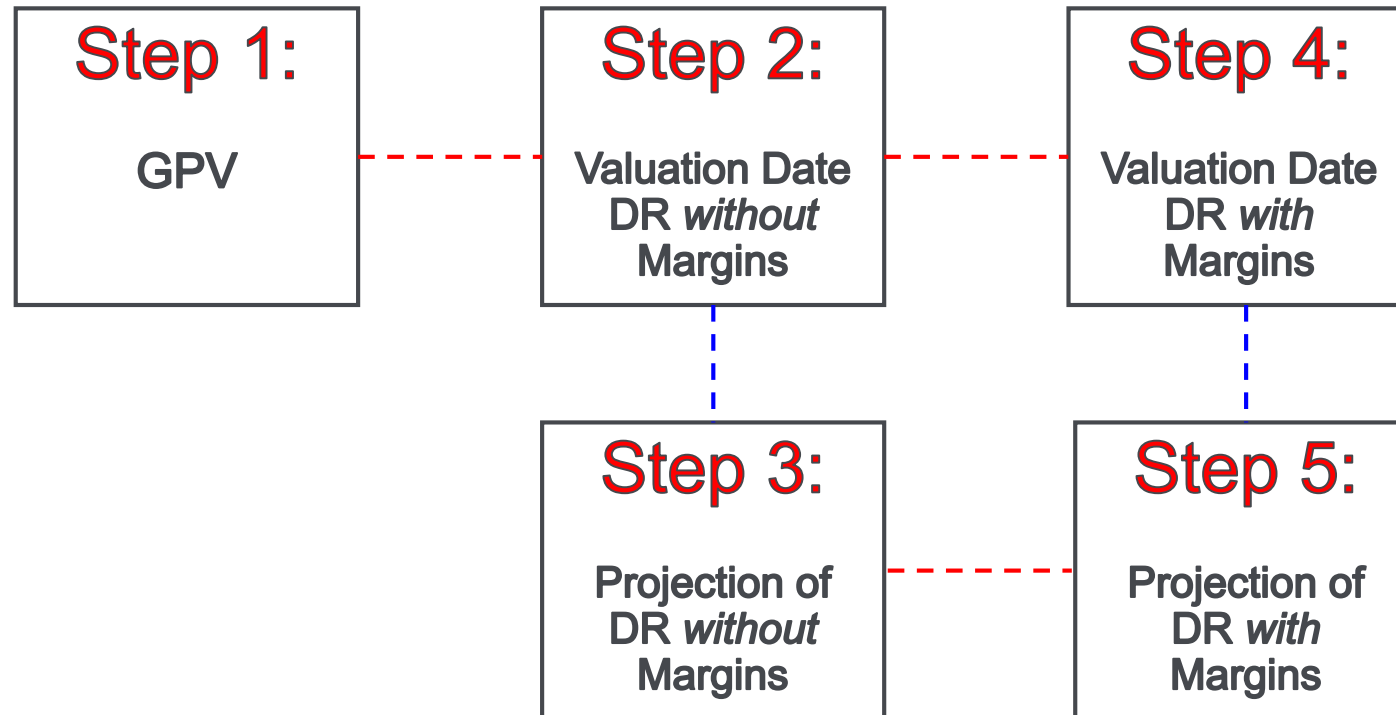 Step 1:
GPV
Step 2:
Valuation Date
DR without
Margins
Step 4:
Valuation Date
DR with
Margins
Step 3:
Projection of
DR without
Margins
Step 5:
Projection of
DR with
Margins